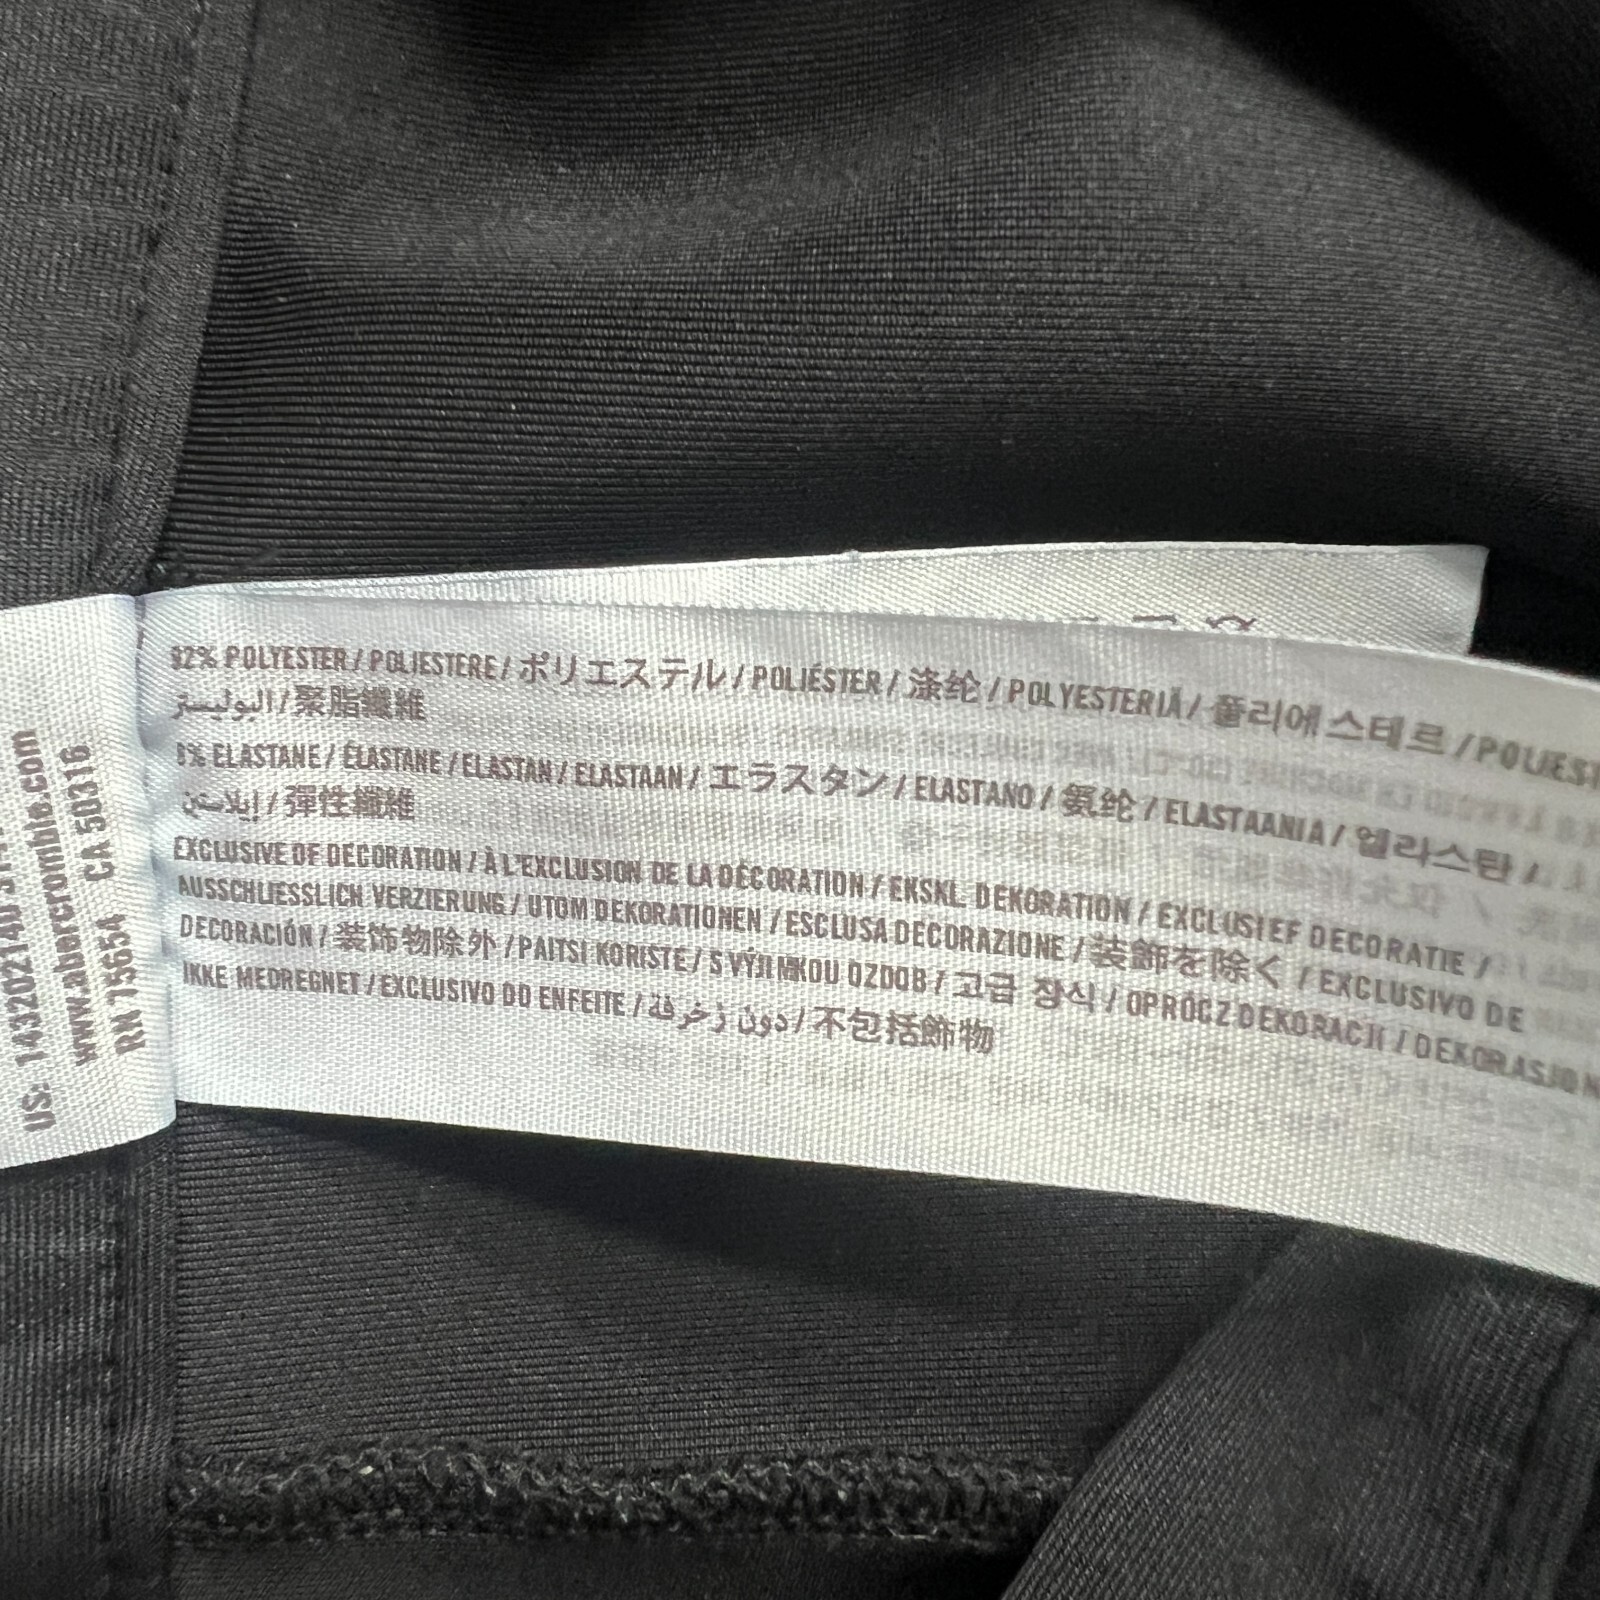 92% POLYESTER / POLIESTERE / ポリエステル / POLIÉSTER / 涤纶 / POLYESTERIÄ / 폴리에스테르 /
البوليستر / 聚脂纖維
8% ELASTANE / ÉLASTANE / ELASTAN / ELASTAAN / エラスタン / ELASTANO / 氨纶 / ELASTAANIA / 엘라스탄 /
إيلاستين / 彈性纖維
EXCLUSIVE OF DECORATION / À L'EXCLUSION DE LA DÉCORATION / EKSKL. DEKORATION / EXCLUSIEF DECORATIE /
AUSSCHLIESSLICH VERZIERUNG / UTOM DEKORATIONEN / ESCLUSA DECORAZIONE / 装飾を除く / EXCLUSIVO DE
DECORACIÓN / 装饰物除外 / PAITSI KORISTE / S VÝJIMKOU OZDOB / 고급 장식 / OPRÓCZ DEKORACJI / DEKORASJON
IKKE MEDREGNET / EXCLUSIVO DO ENFEITE / دون زخرفة / 不包括飾物
US:
www.abercrombie.com
RN 75654 CA 50316